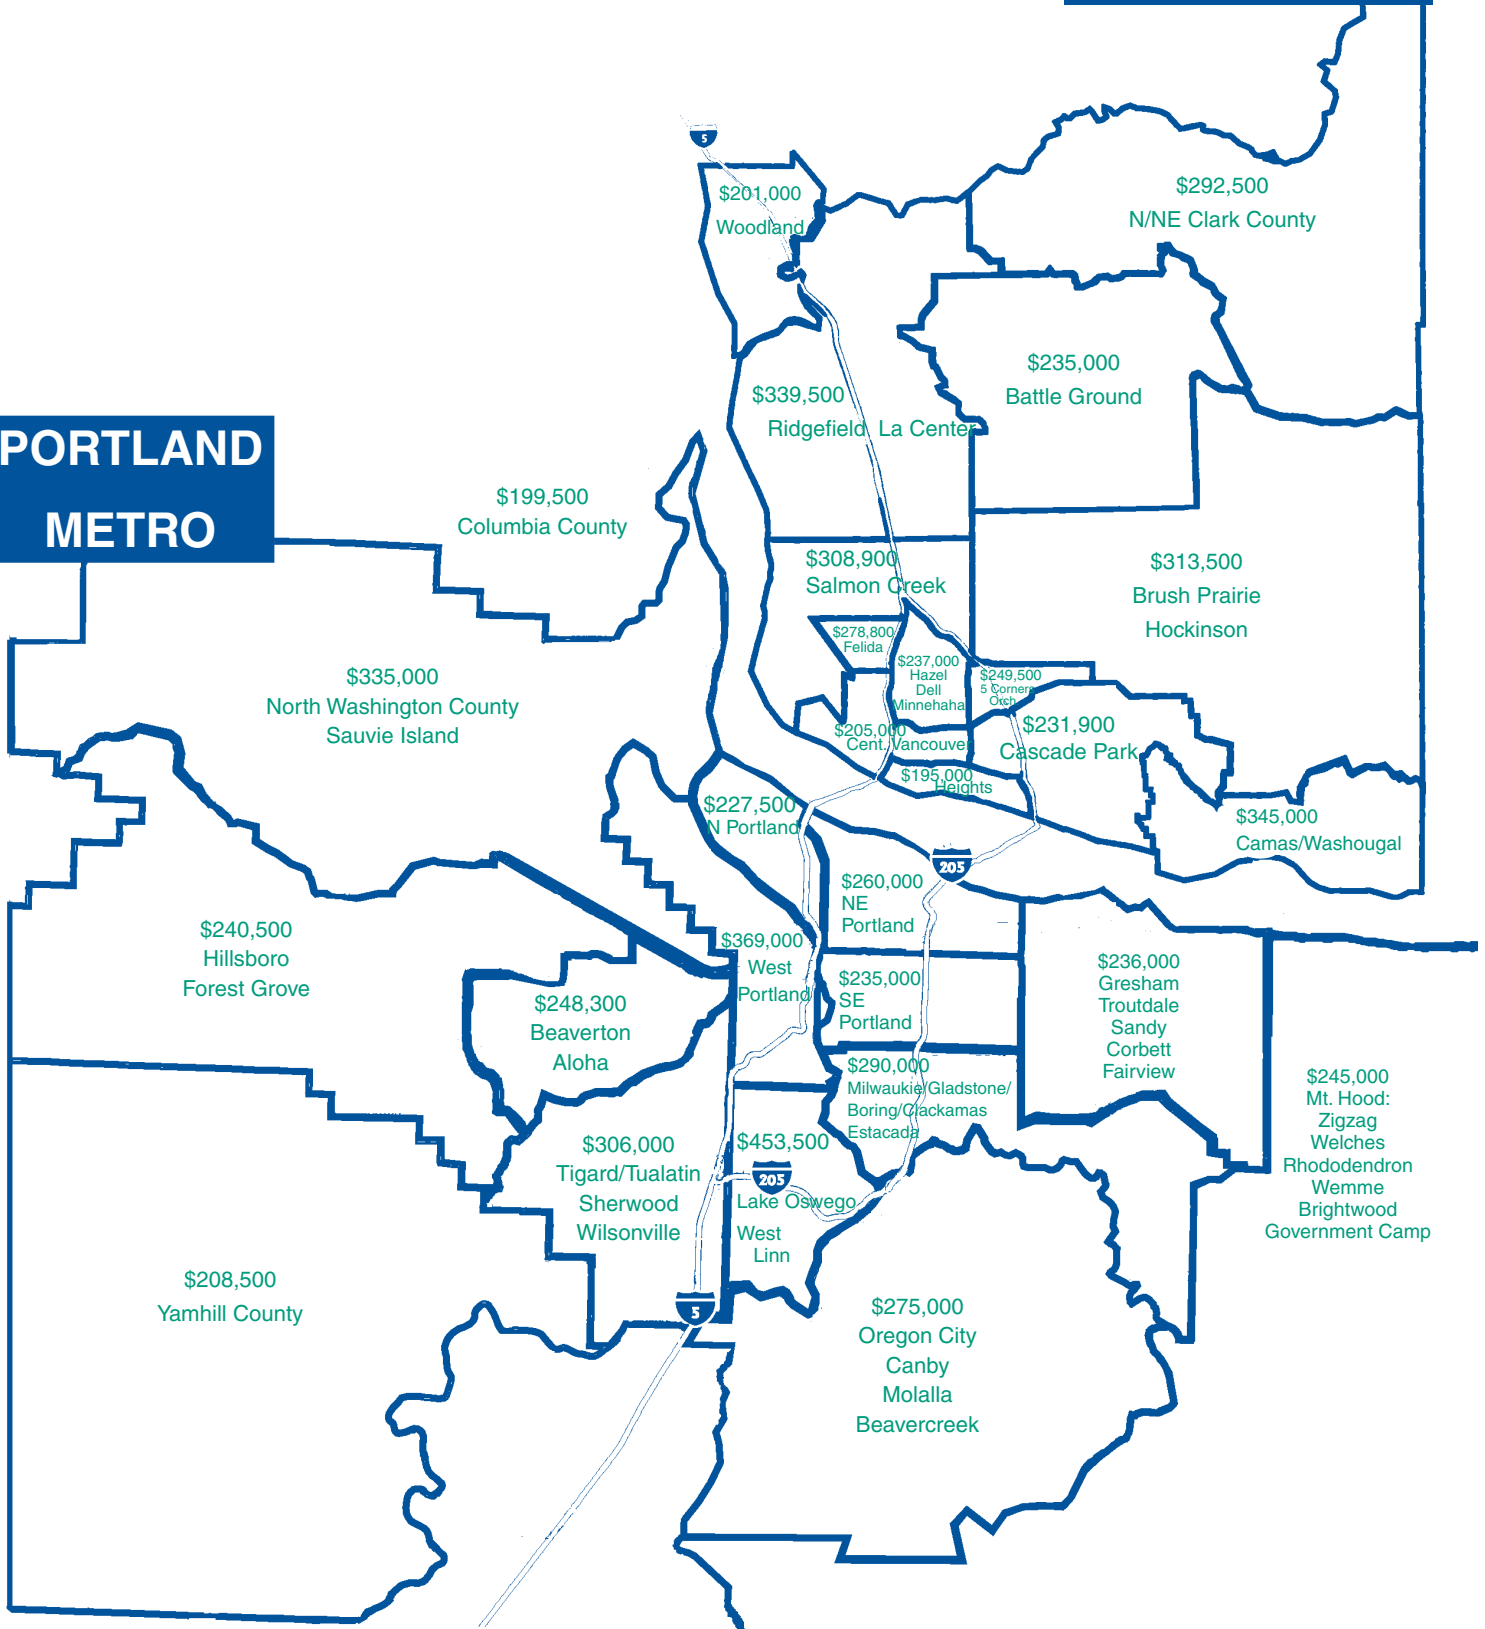 5
$201,000
Woodland
$292,500
N/NE Clark County
$235,000
Battle Ground
$339,500
Ridgefield La Center
PORTLAND
METRO
$199,500
Columbia County
$308,900
Salmon Creek
$313,500
Brush Prairie
Hockinson
$278,800
Felida
$237,000
Hazel
Dell
Minnehaha
$249,500
5 Corners
Orch
$335,000
North Washington County
Sauvie Island
$205,000
Cent. Vancouver
$231,900
Cascade Park
$195,000
Heights
$227,500
N Portland
$345,000
Camas/Washougal
205
$260,000
NE
Portland
$240,500
Hillsboro
Forest Grove
$369,000
West
Portland
$235,000
SE
Portland
$236,000
Gresham
Troutdale
Sandy
Corbett
Fairview
$248,300
Beaverton
Aloha
$290,000
Milwaukie/Gladstone/
Boring/Clackamas
Estacada
$245,000
Mt. Hood:
Zigzag
Welches
Rhododendron
Wemme
Brightwood
Government Camp
$306,000
Tigard/Tualatin
Sherwood
Wilsonville
$453,500
205
Lake Oswego
West
Linn
$208,500
Yamhill County
5
$275,000
Oregon City
Canby
Molalla
Beavercreek